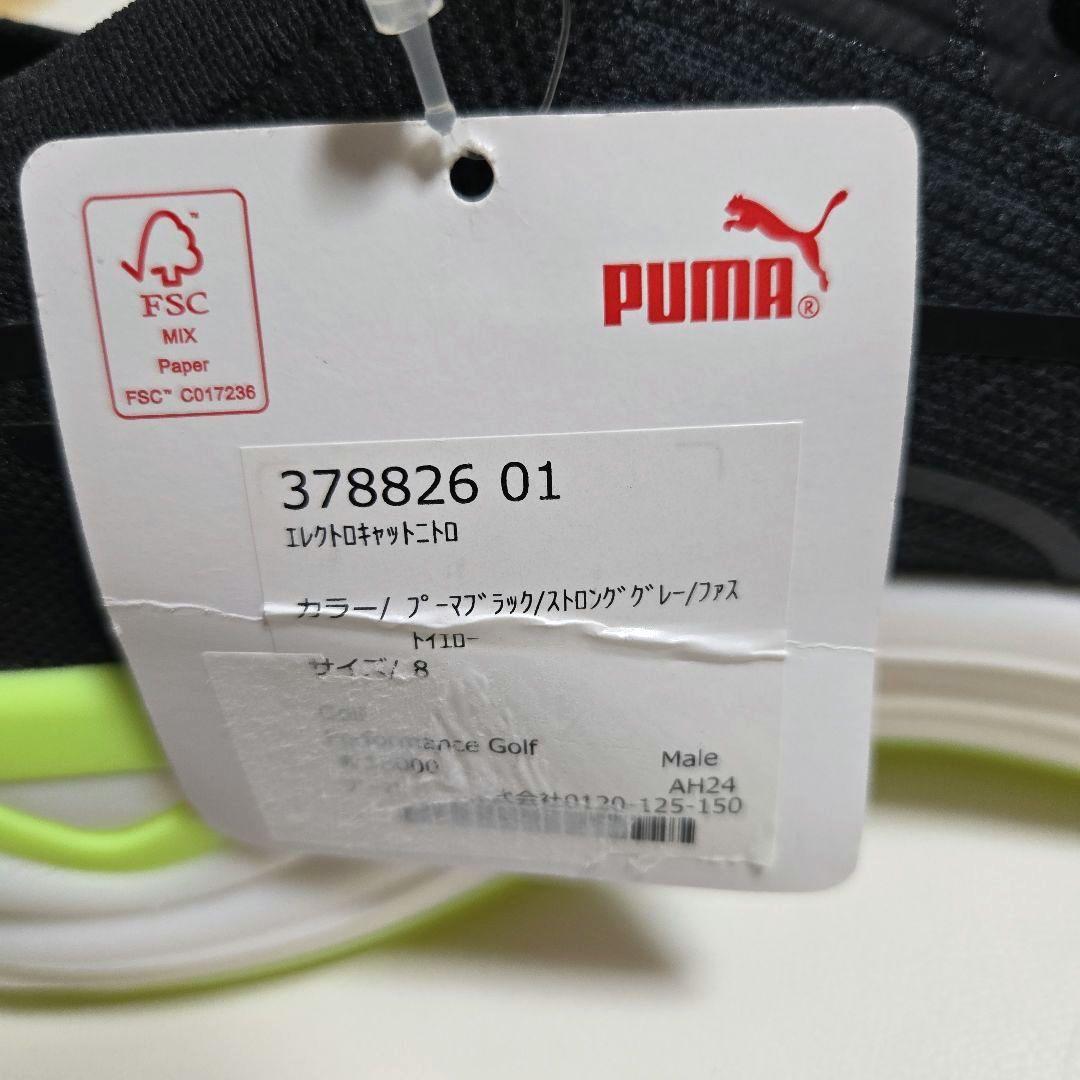 FSC
MIX
Paper
FSC™ C017236
PUMA®
378826 01
ｴﾚｸﾄﾛｷｬｯﾄﾆﾄﾛ
カラー/ ﾌﾟｰﾏﾌﾞﾗｯｸ/ｽﾄﾛﾝｸﾞｸﾞﾚｰ/ﾌｧｽ
ﾄｲｴﾛｰ
サイズ/ 8
Golf
Performance Golf
Male
AH24
0120-125-150